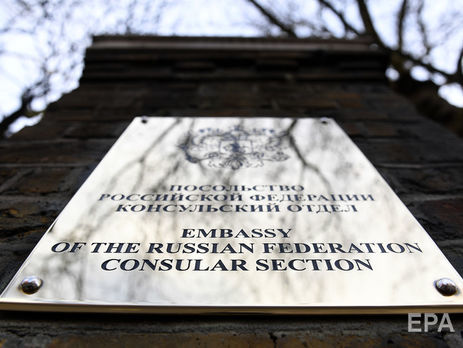 ПОСОЛЬСТВО
РОССИЙСКОЙ ФЕДЕРАЦИИ
КОНСУЛЬСКИЙ ОТДЕЛ
EMBASSY
OF THE RUSSIAN FEDERATION
CONSULAR SECTION
EPA